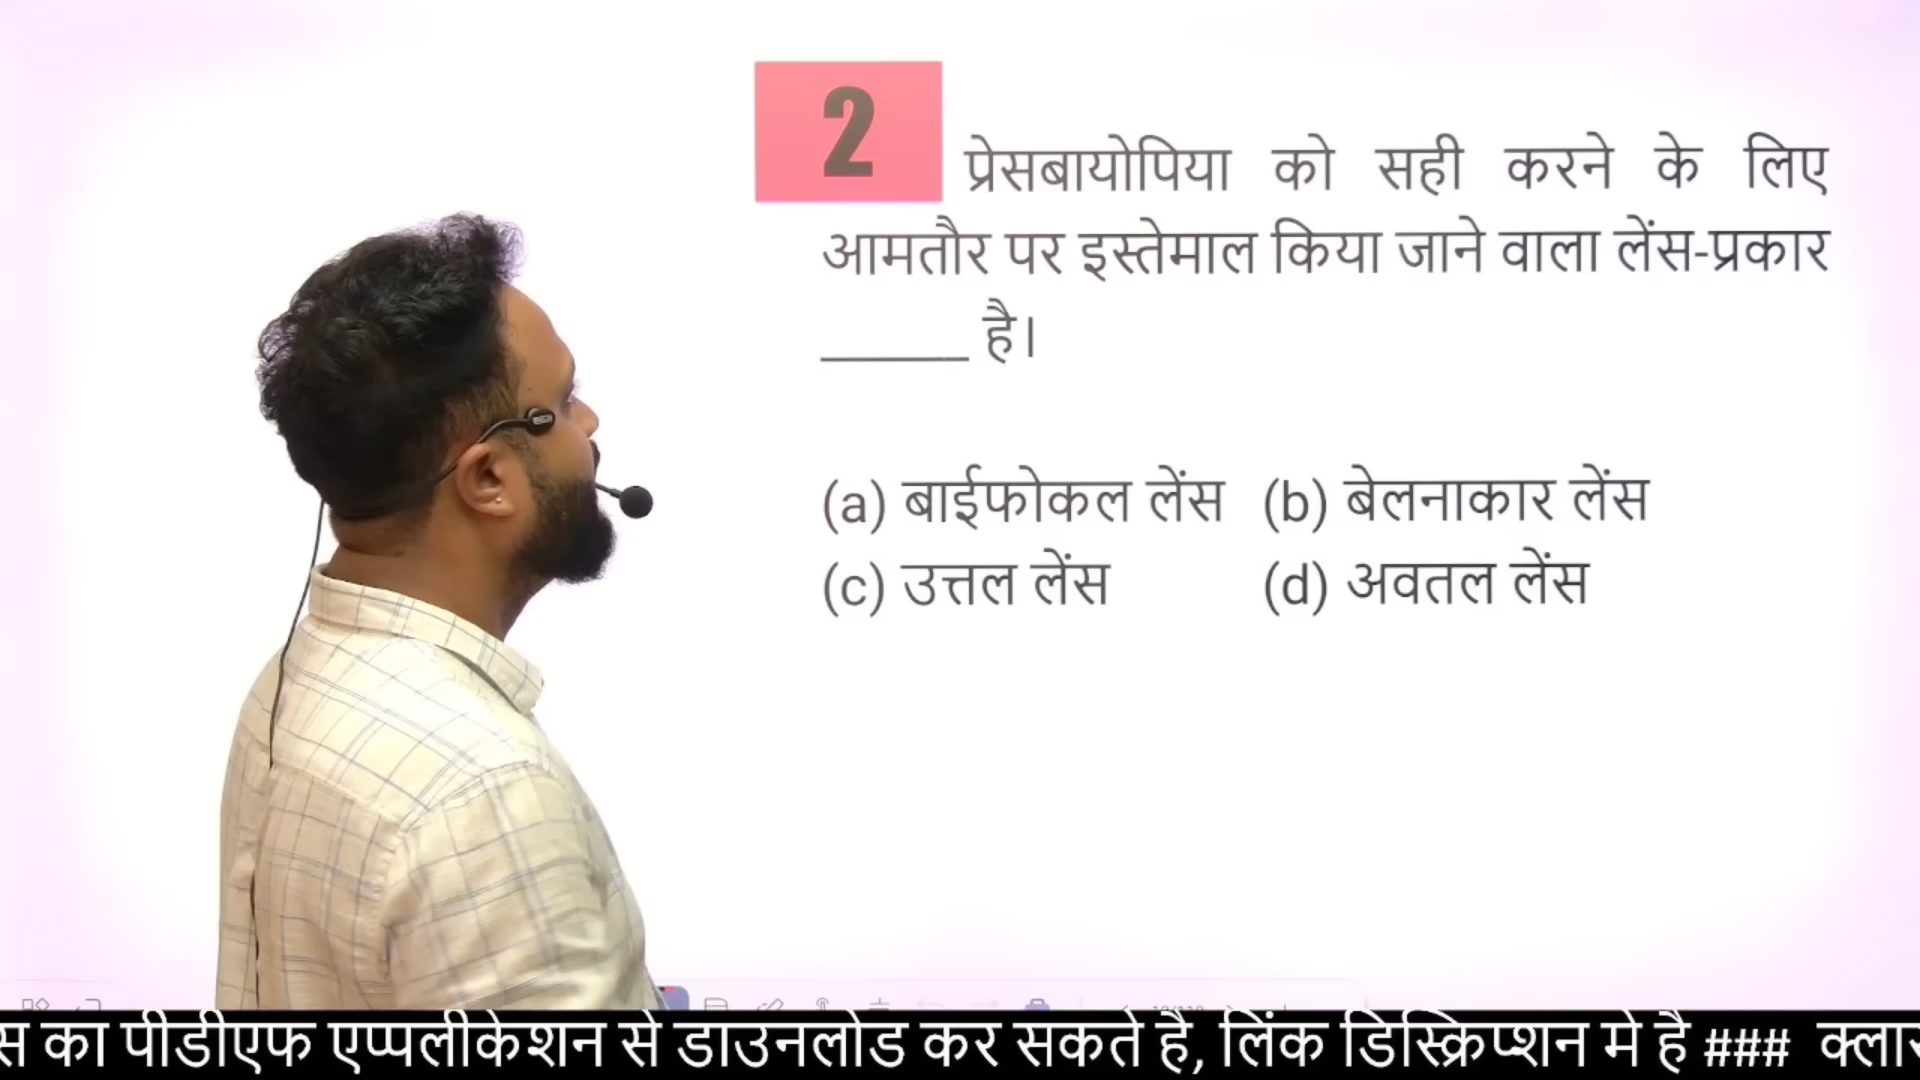 2
प्रेसबायोपिया को सही करने के लिए
आमतौर पर इस्तेमाल किया जाने वाला लेंस-प्रकार
______ है।
(a) बाईफोकल लेंस (b) बेलनाकार लेंस
(c) उत्तल लेंस (d) अवतल लेंस
स का पीडीएफ एप्पलीकेशन से डाउनलोड कर सकते है, लिंक डिस्क्रिप्शन मे है ### क्लास